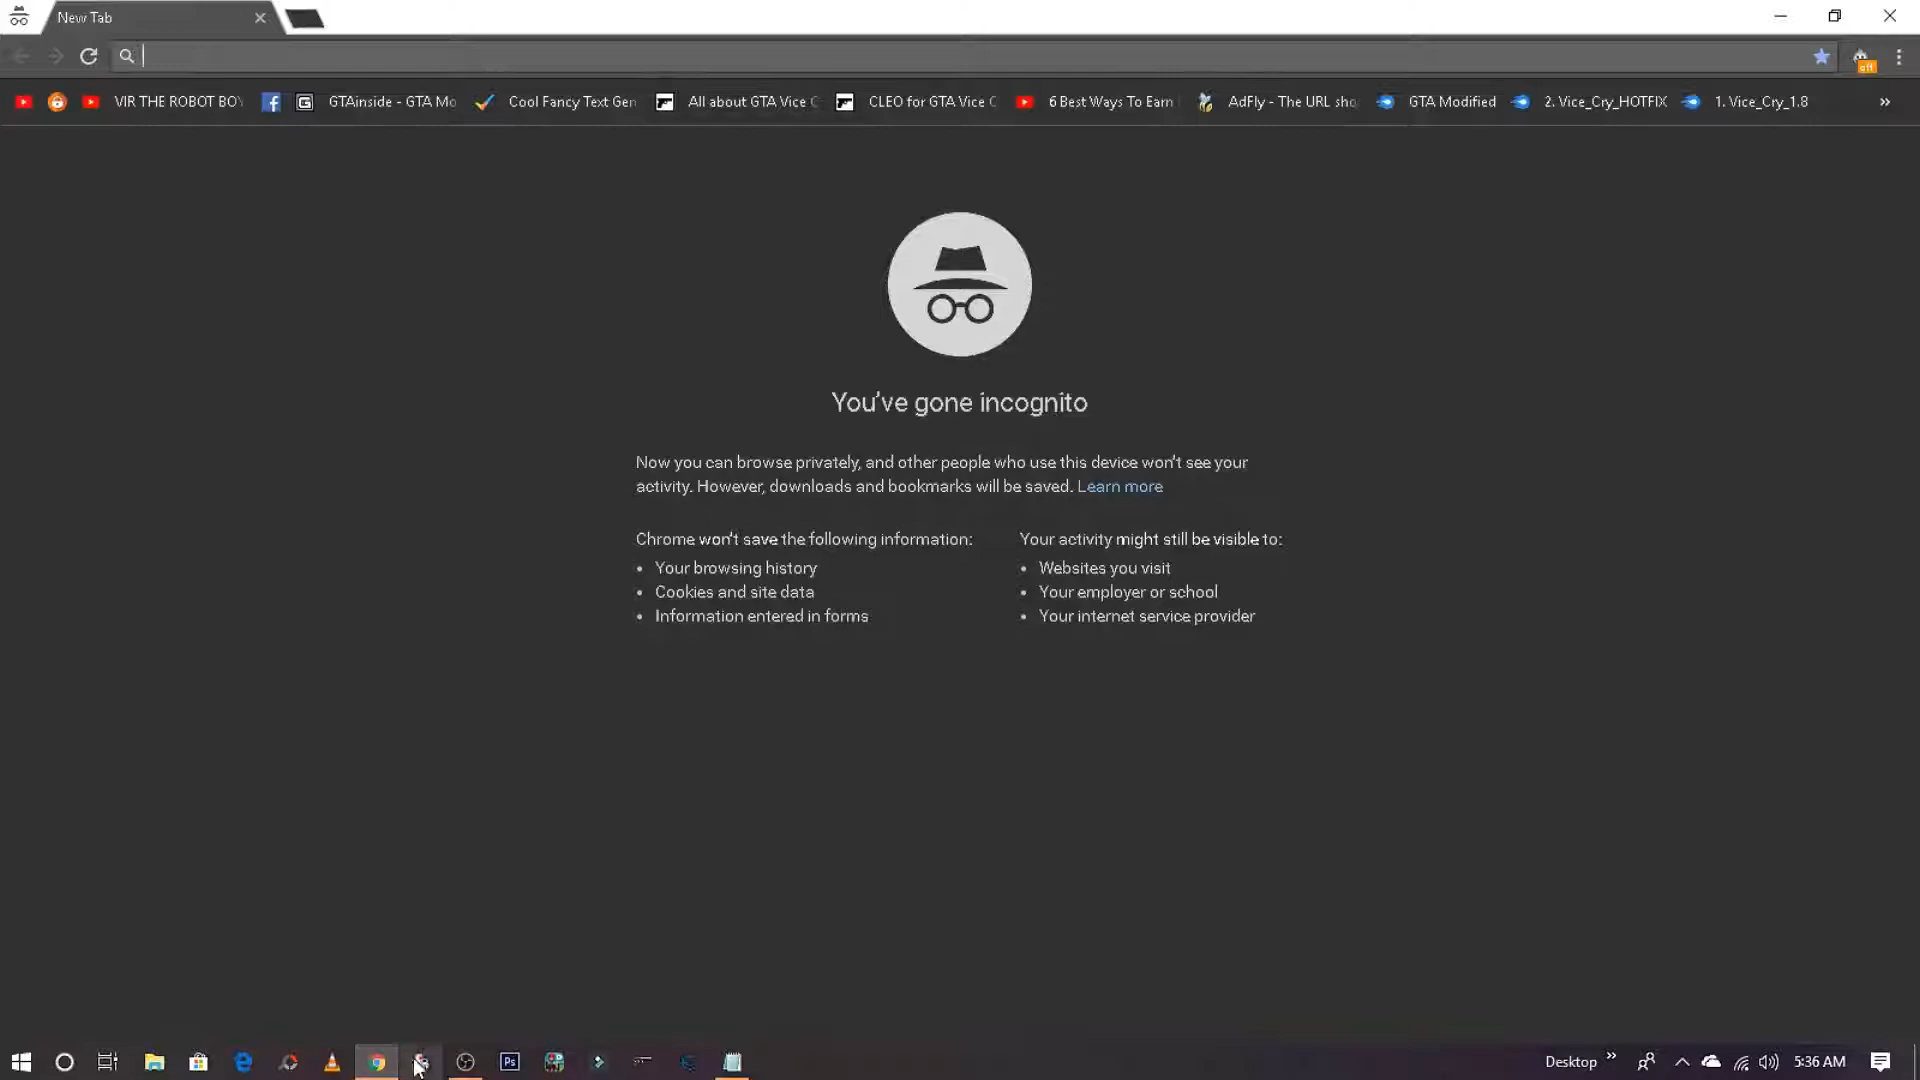 New Tab
VIR THE ROBOT BOY
GTAinside - GTA Mo
Cool Fancy Text Gen
All about GTA Vice C
CLEO for GTA Vice C
6 Best Ways To Earn
AdFly - The URL sho
GTA Modified
2. Vice_Cry_HOTFIX
1. Vice_Cry_1.8
»
off
You've gone incognito
Now you can browse privately, and other people who use this device won't see your
activity. However, downloads and bookmarks will be saved. Learn more
Chrome won't save the following information:
• Your browsing history
• Cookies and site data
• Information entered in forms
Your activity might still be visible to:
• Websites you visit
• Your employer or school
• Your internet service provider
Ps
Desktop »
5:36 AM